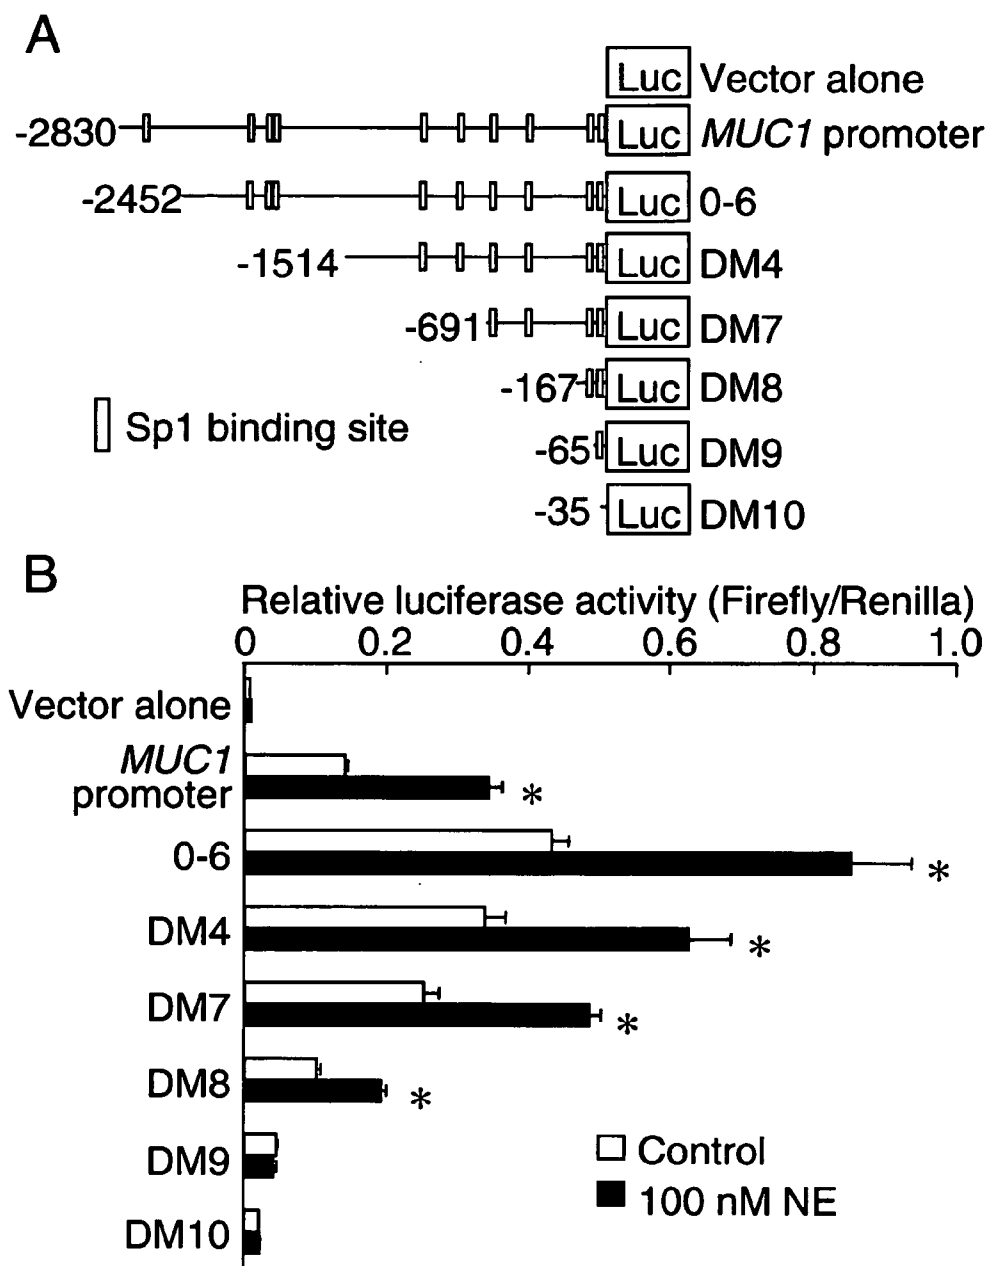 A
Luc Vector alone
-2830 Luc MUC1 promoter
-2452 Luc 0-6
-1514 Luc DM4
-691 Luc DM7
-167 Luc DM8
Sp1 binding site
-65 Luc DM9
-35 Luc DM10
B
Relative luciferase activity (Firefly/Renilla)
0 0.2 0.4 0.6 0.8 1.0
Vector alone
MUC1
promoter *
0-6 *
DM4 *
DM7 *
DM8 *
DM9
DM10
Control
100 nM NE